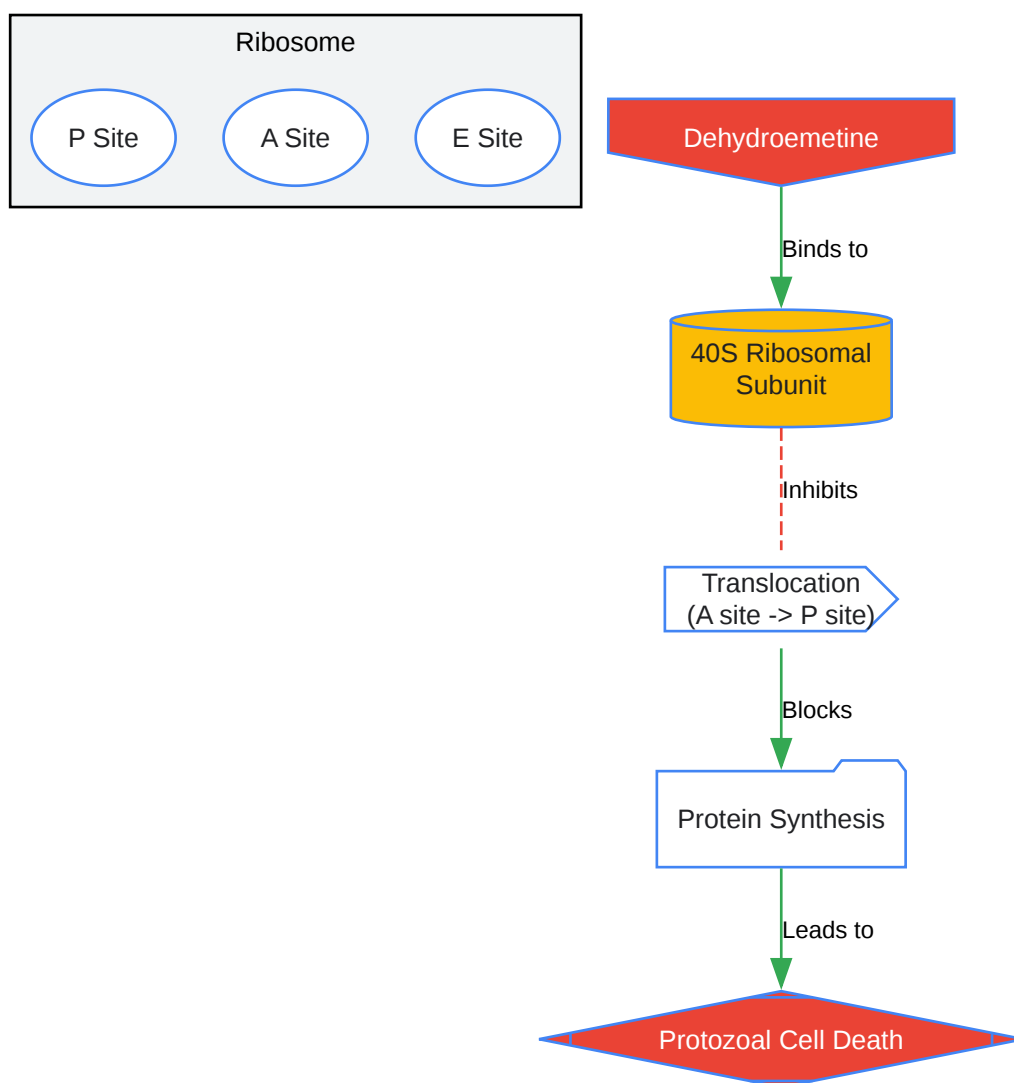 Ribosome
P Site
A Site
E Site
Dehydroemetine
Binds to
40S Ribosomal
Subunit
Inhibits
Translocation
(A site -> P site)
Blocks
Protein Synthesis
Leads to
Protozoal Cell Death